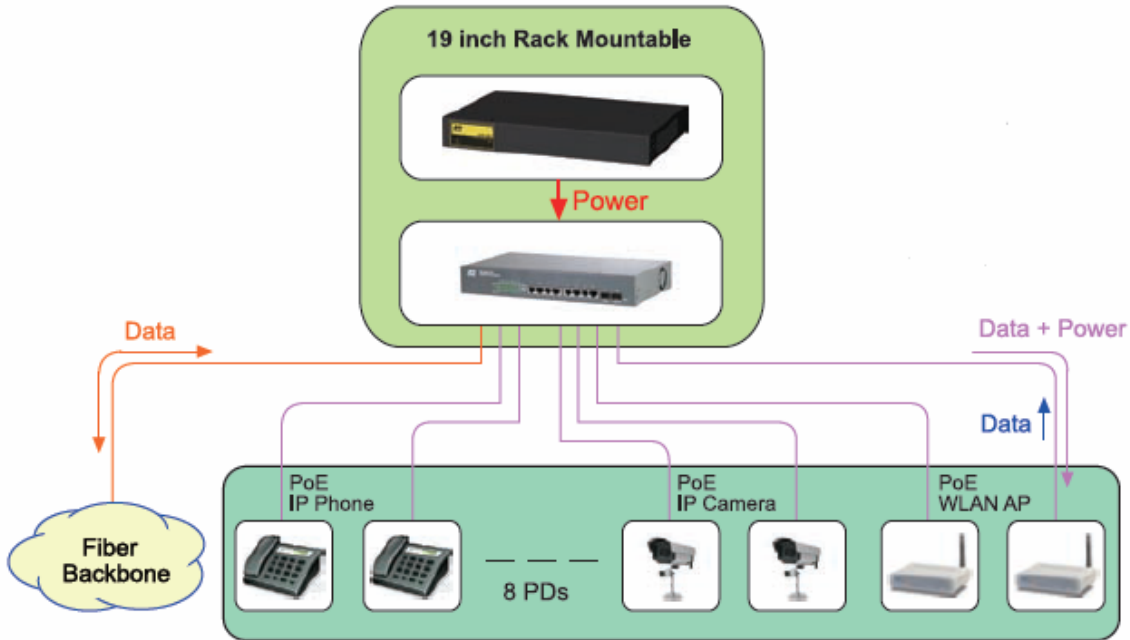 19 inch Rack Mountable
Power
Data
Data + Power
Data
PoE
IP Phone
PoE
IP Camera
PoE
WLAN AP
Fiber
Backbone
8 PDs